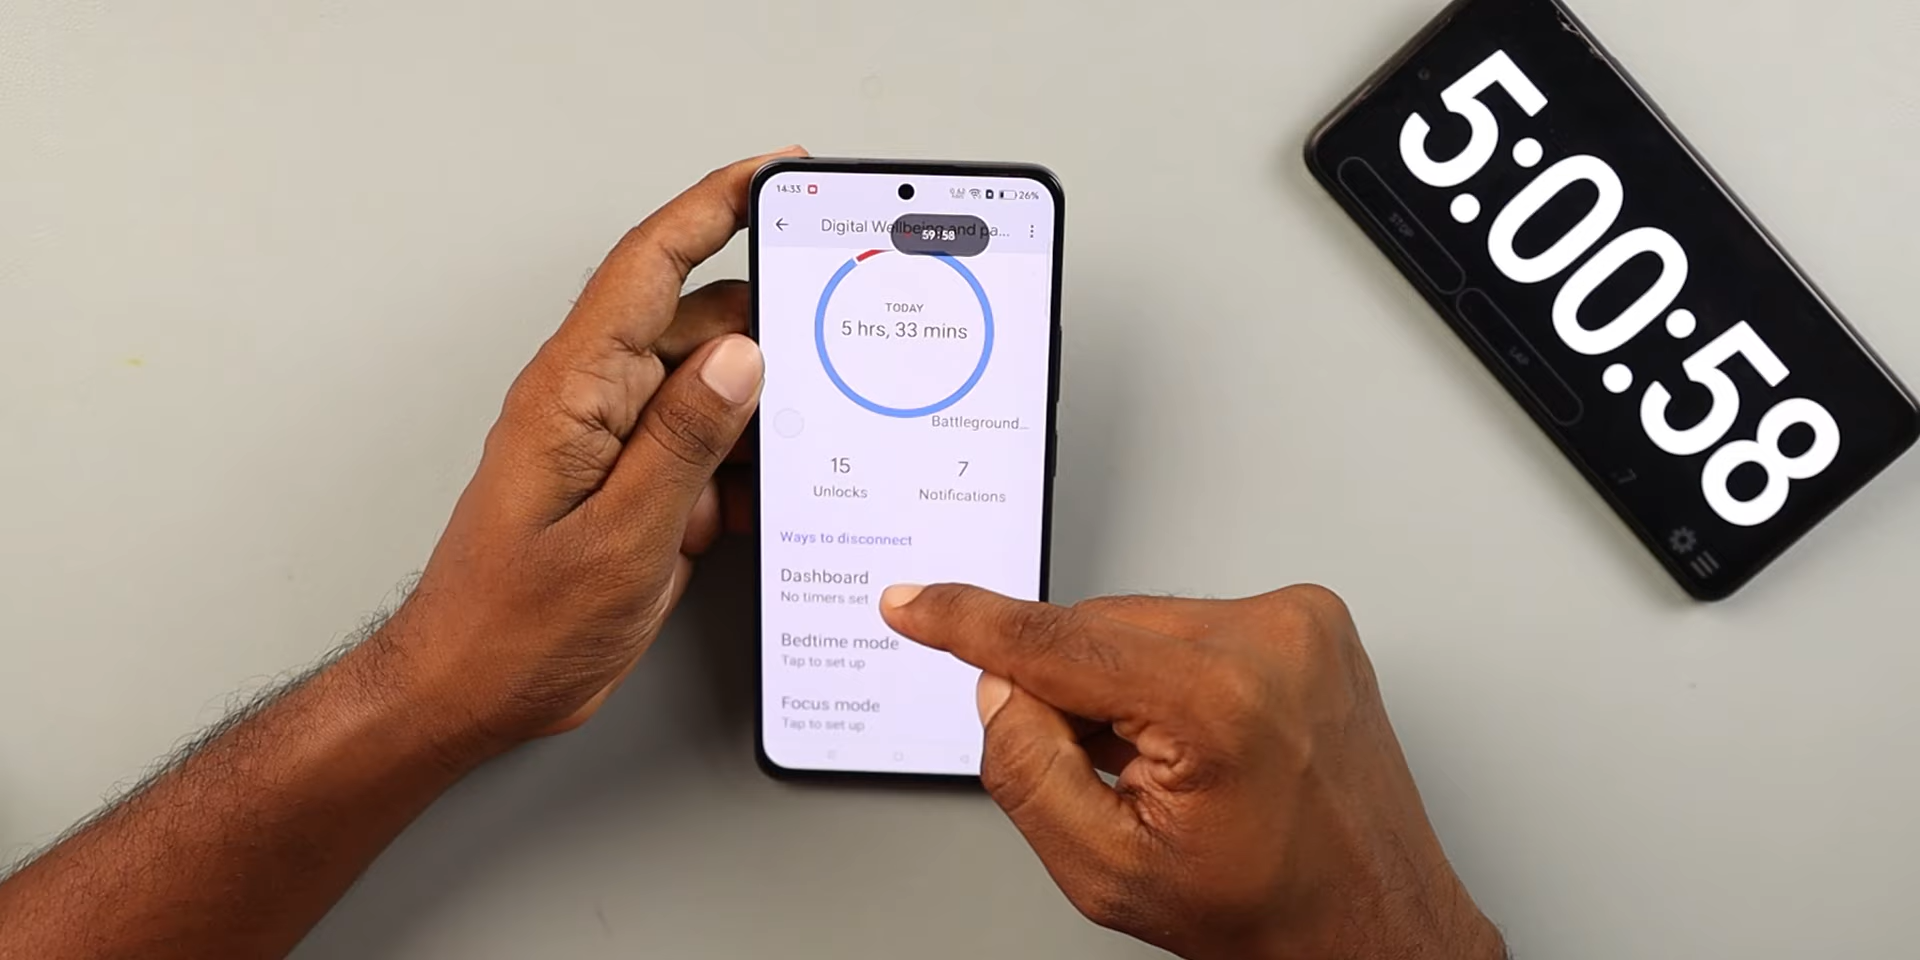 14:33
26%
Digital Wellbeing and pa...
59:58
TODAY
5 hrs, 33 mins
Battleground...
15
Unlocks
7
Notifications
Ways to disconnect
Dashboard
No timers set
Bedtime mode
Tap to set up
Focus mode
Tap to set up
5:00:58
STOP
LAP